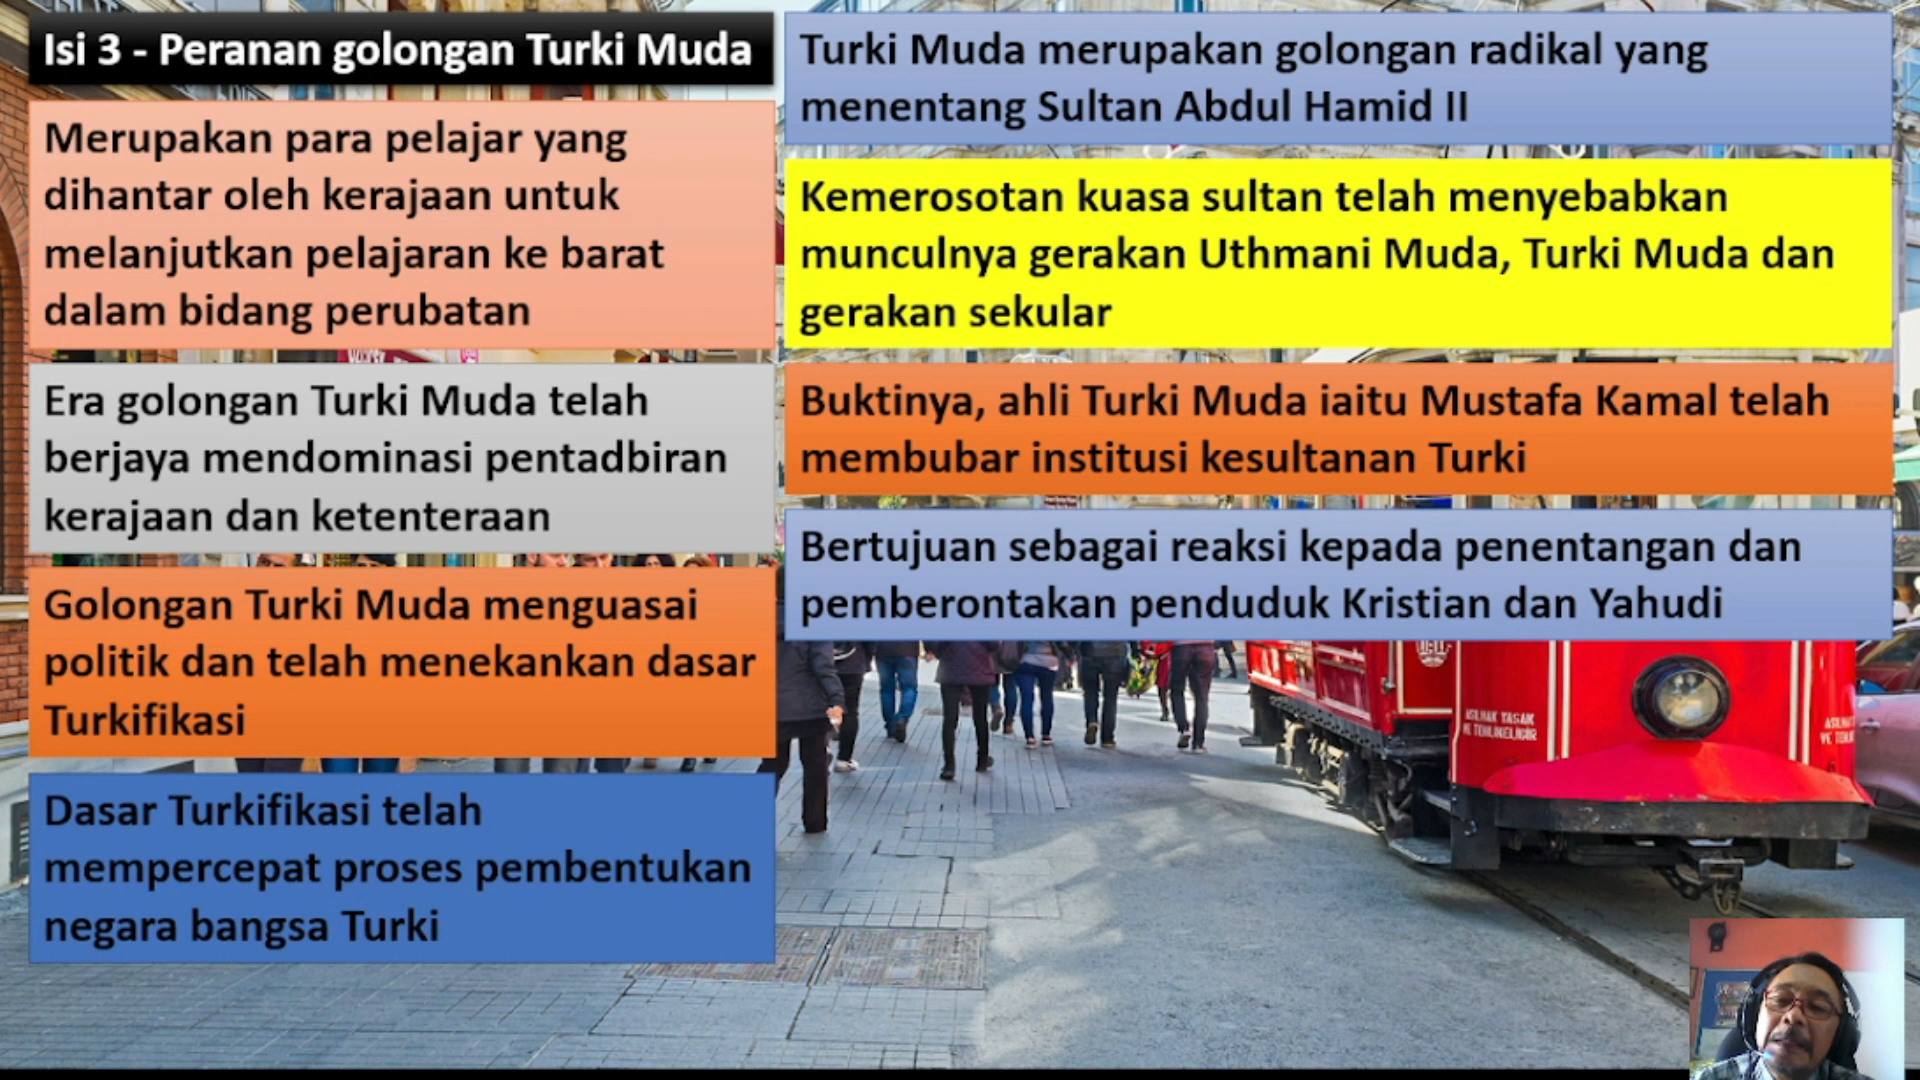 Isi 3 - Peranan golongan Turki Muda
Merupakan para pelajar yang
dihantar oleh kerajaan untuk
melanjutkan pelajaran ke barat
dalam bidang perubatan
Era golongan Turki Muda telah
berjaya mendominasi pentadbiran
kerajaan dan ketenteraan
Golongan Turki Muda menguasai
politik dan telah menekankan dasar
Turkifikasi
Dasar Turkifikasi telah
mempercepat proses pembentukan
negara bangsa Turki
Turki Muda merupakan golongan radikal yang
menentang Sultan Abdul Hamid II
Kemerosotan kuasa sultan telah menyebabkan
munculnya gerakan Uthmani Muda, Turki Muda dan
gerakan sekular
Buktinya, ahli Turki Muda iaitu Mustafa Kamal telah
membubar institusi kesultanan Turki
Bertujuan sebagai reaksi kepada penentangan dan
pemberontakan penduduk Kristian dan Yahudi
ASILMAK YASAK
VE TEHLIKELIDIR